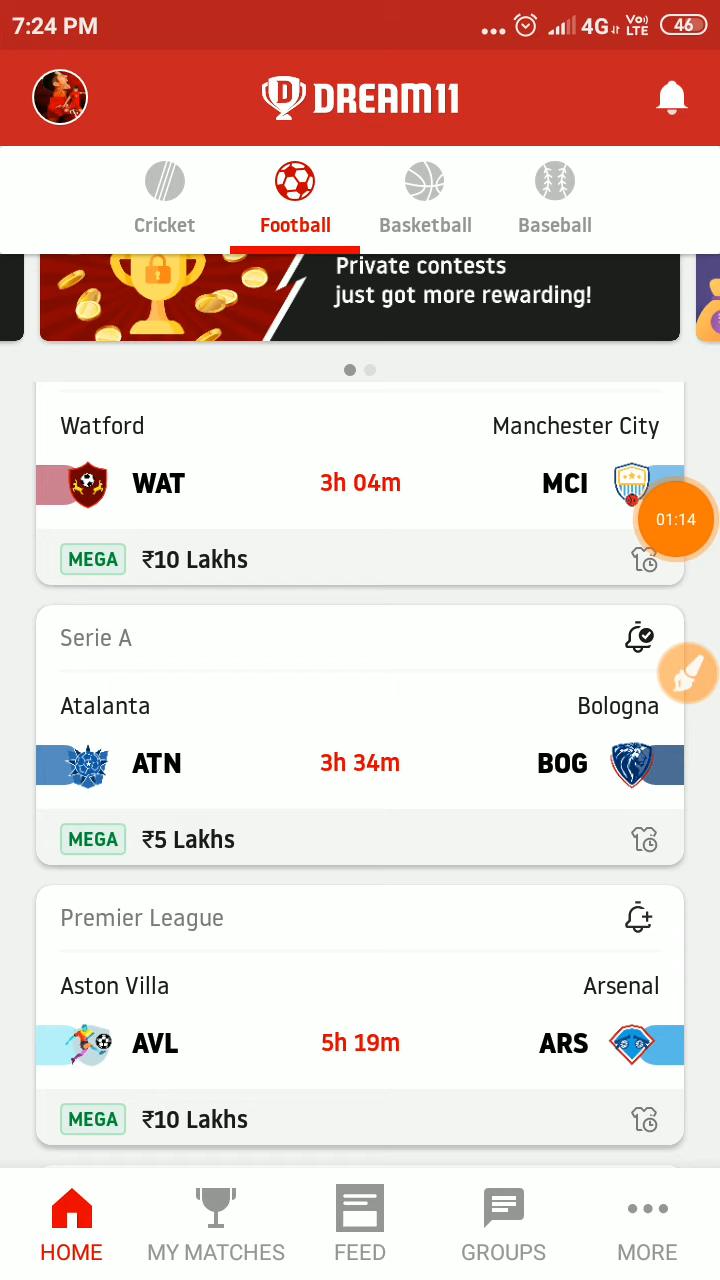 7:24 PM
4G
Vo)
LTE
46
DREAM11
Cricket
Football
Basketball
Baseball
Private contests
just got more rewarding!
Watford
Manchester City
WAT
3h 04m
MCI
01:14
MEGA
₹10 Lakhs
Serie A
Atalanta
Bologna
ATN
3h 34m
BOG
MEGA
₹5 Lakhs
Premier League
Aston Villa
Arsenal
AVL
5h 19m
ARS
MEGA
₹10 Lakhs
HOME
MY MATCHES
FEED
GROUPS
MORE